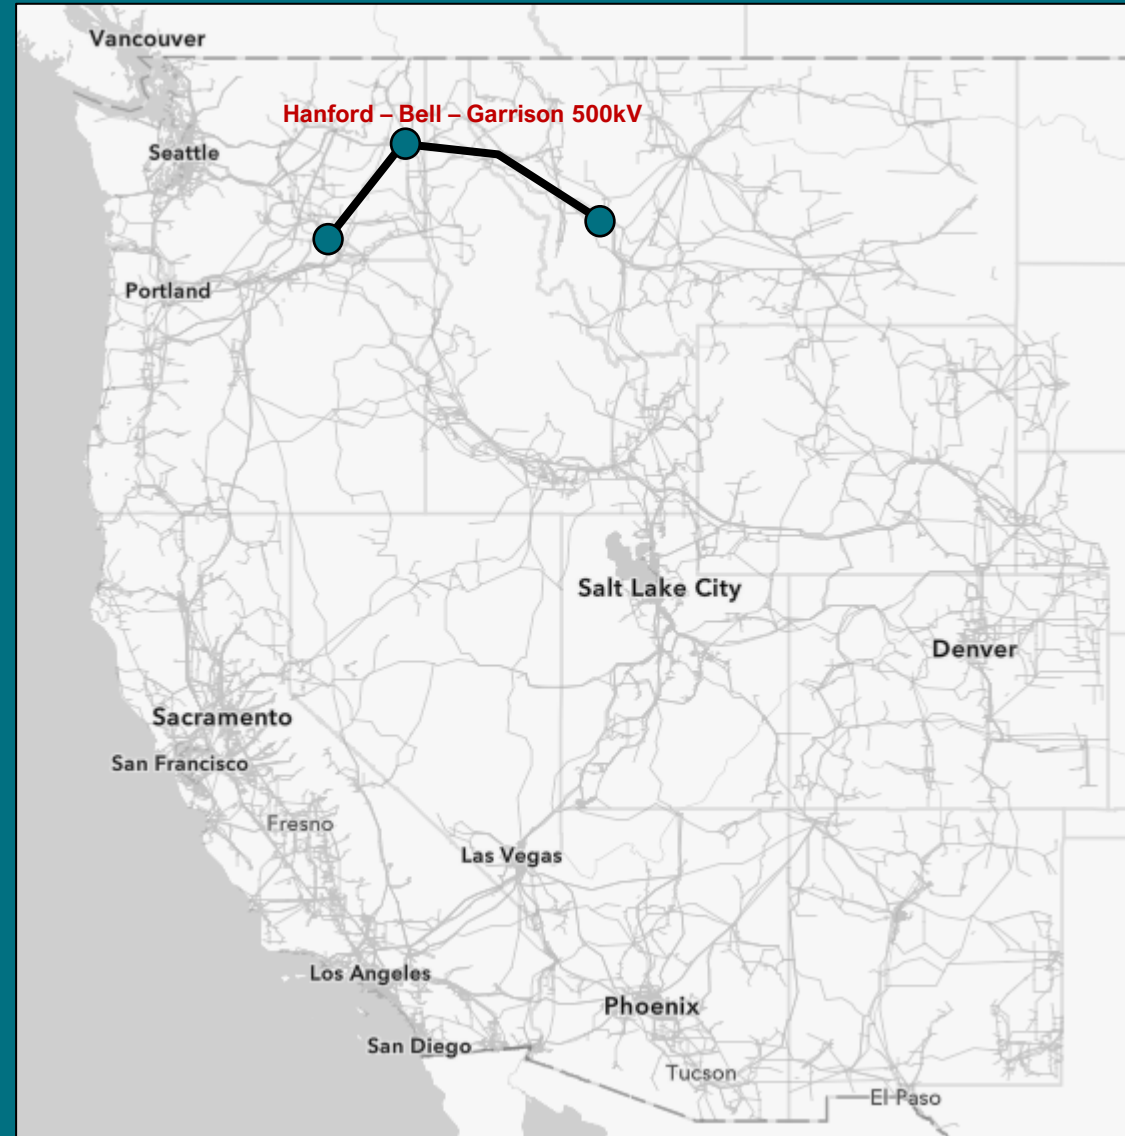 Vancouver
Hanford – Bell – Garrison 500kV
Seattle
Portland
Salt Lake City
Denver
Sacramento
San Francisco
Fresno
Las Vegas
Los Angeles
Phoenix
San Diego
Tucson
El Paso